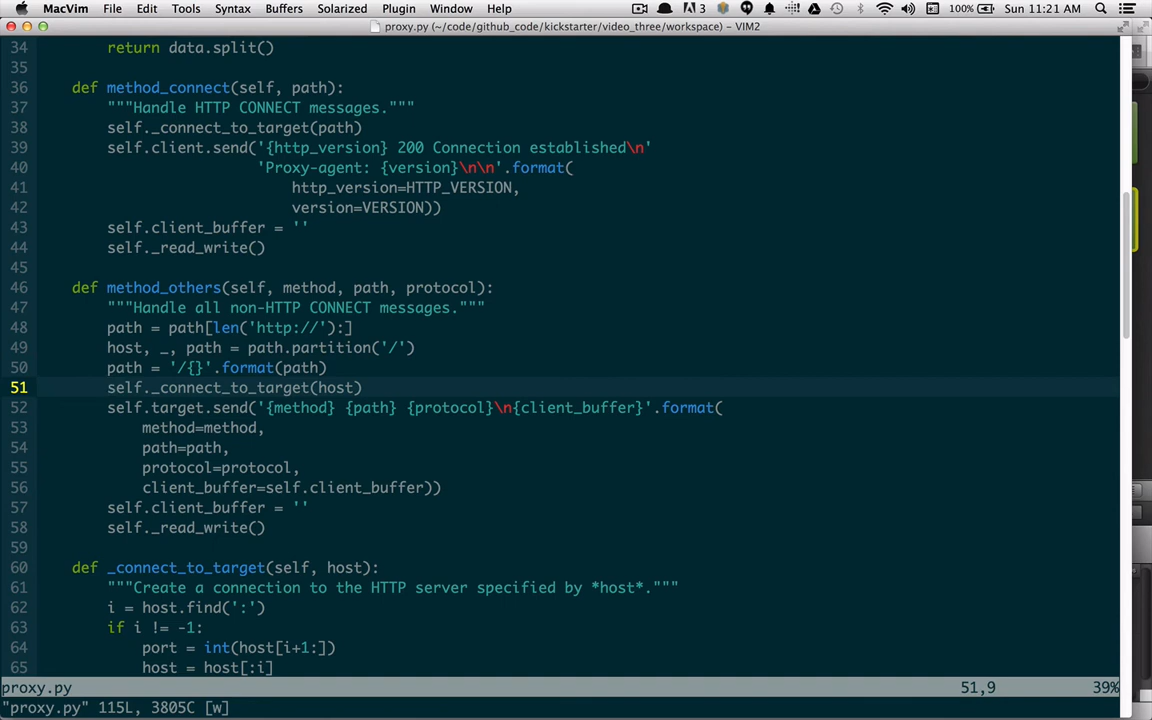 MacVim File Edit Tools Syntax Buffers Solarized Plugin Window Help 3 100% Sun 11:21 AM
proxy.py (~/code/github_code/kickstarter/video_three/workspace) – VIM2
34 return data.split()
35
36 def method_connect(self, path):
37 """Handle HTTP CONNECT messages."""
38 self._connect_to_target(path)
39 self.client.send('{http_version} 200 Connection established\n'
40 'Proxy-agent: {version}\n\n'.format(
41 http_version=HTTP_VERSION,
42 version=VERSION))
43 self.client_buffer = ''
44 self._read_write()
45
46 def method_others(self, method, path, protocol):
47 """Handle all non-HTTP CONNECT messages."""
48 path = path[len('http://'):]
49 host, _, path = path.partition('/')
50 path = '/{}'.format(path)
51 self._connect_to_target(host)
52 self.target.send('{method} {path} {protocol}\n{client_buffer}'.format(
53 method=method,
54 path=path,
55 protocol=protocol,
56 client_buffer=self.client_buffer))
57 self.client_buffer = ''
58 self._read_write()
59
60 def _connect_to_target(self, host):
61 """Create a connection to the HTTP server specified by *host*."""
62 i = host.find(':')
63 if i != -1:
64 port = int(host[i+1:])
65 host = host[:i]
proxy.py 51,9 39%
"proxy.py" 115L, 3805C [w]